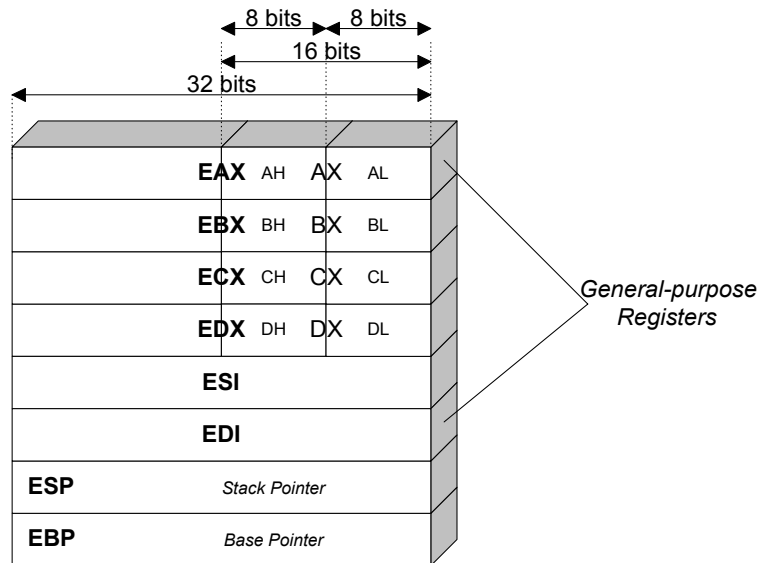 8 bits 8 bits
16 bits
32 bits
EAX AH AX AL
EBX BH BX BL
ECX CH CX CL
EDX DH DX DL
ESI
EDI
ESP Stack Pointer
EBP Base Pointer
General-purpose
Registers